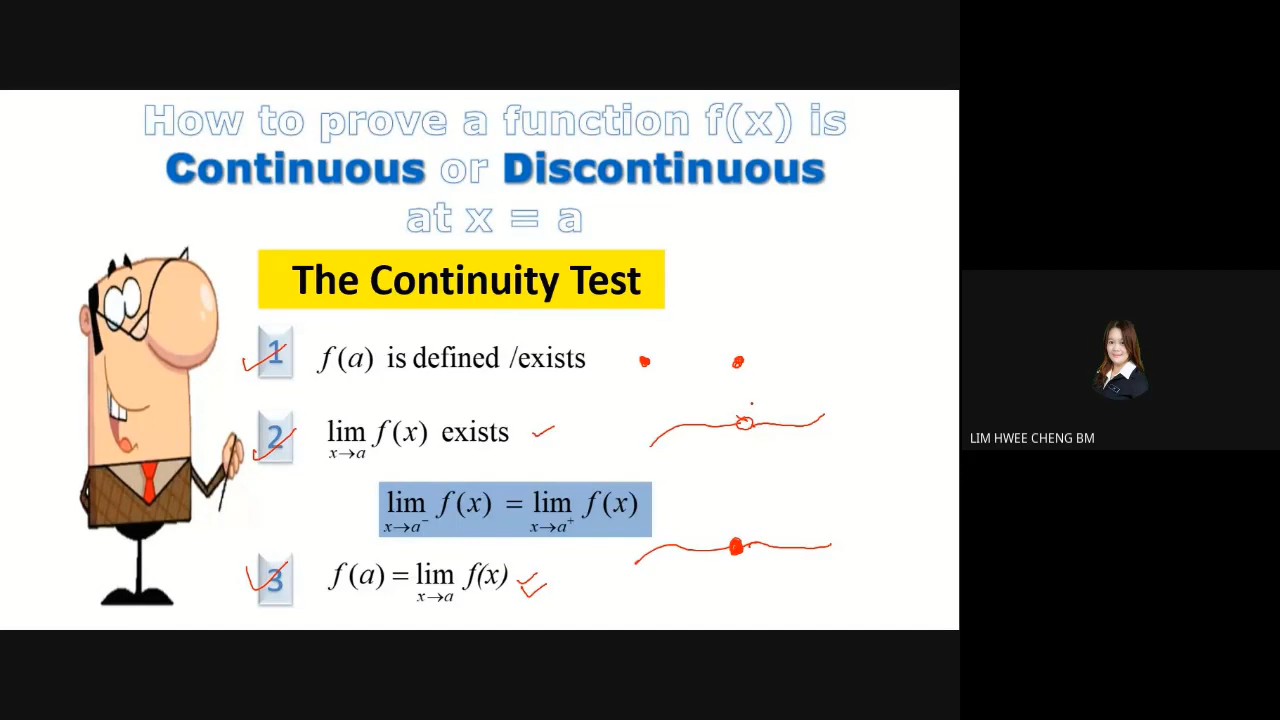 How to prove a function f(x) is
Continuous or Discontinuous
at x = a
The Continuity Test
1 f(a) is defined /exists
2 lim x→a f(x) exists
lim x→a⁻ f(x) = lim x→a⁺ f(x)
3 f(a) = lim x→a f(x)
LIM HWEE CHENG BM